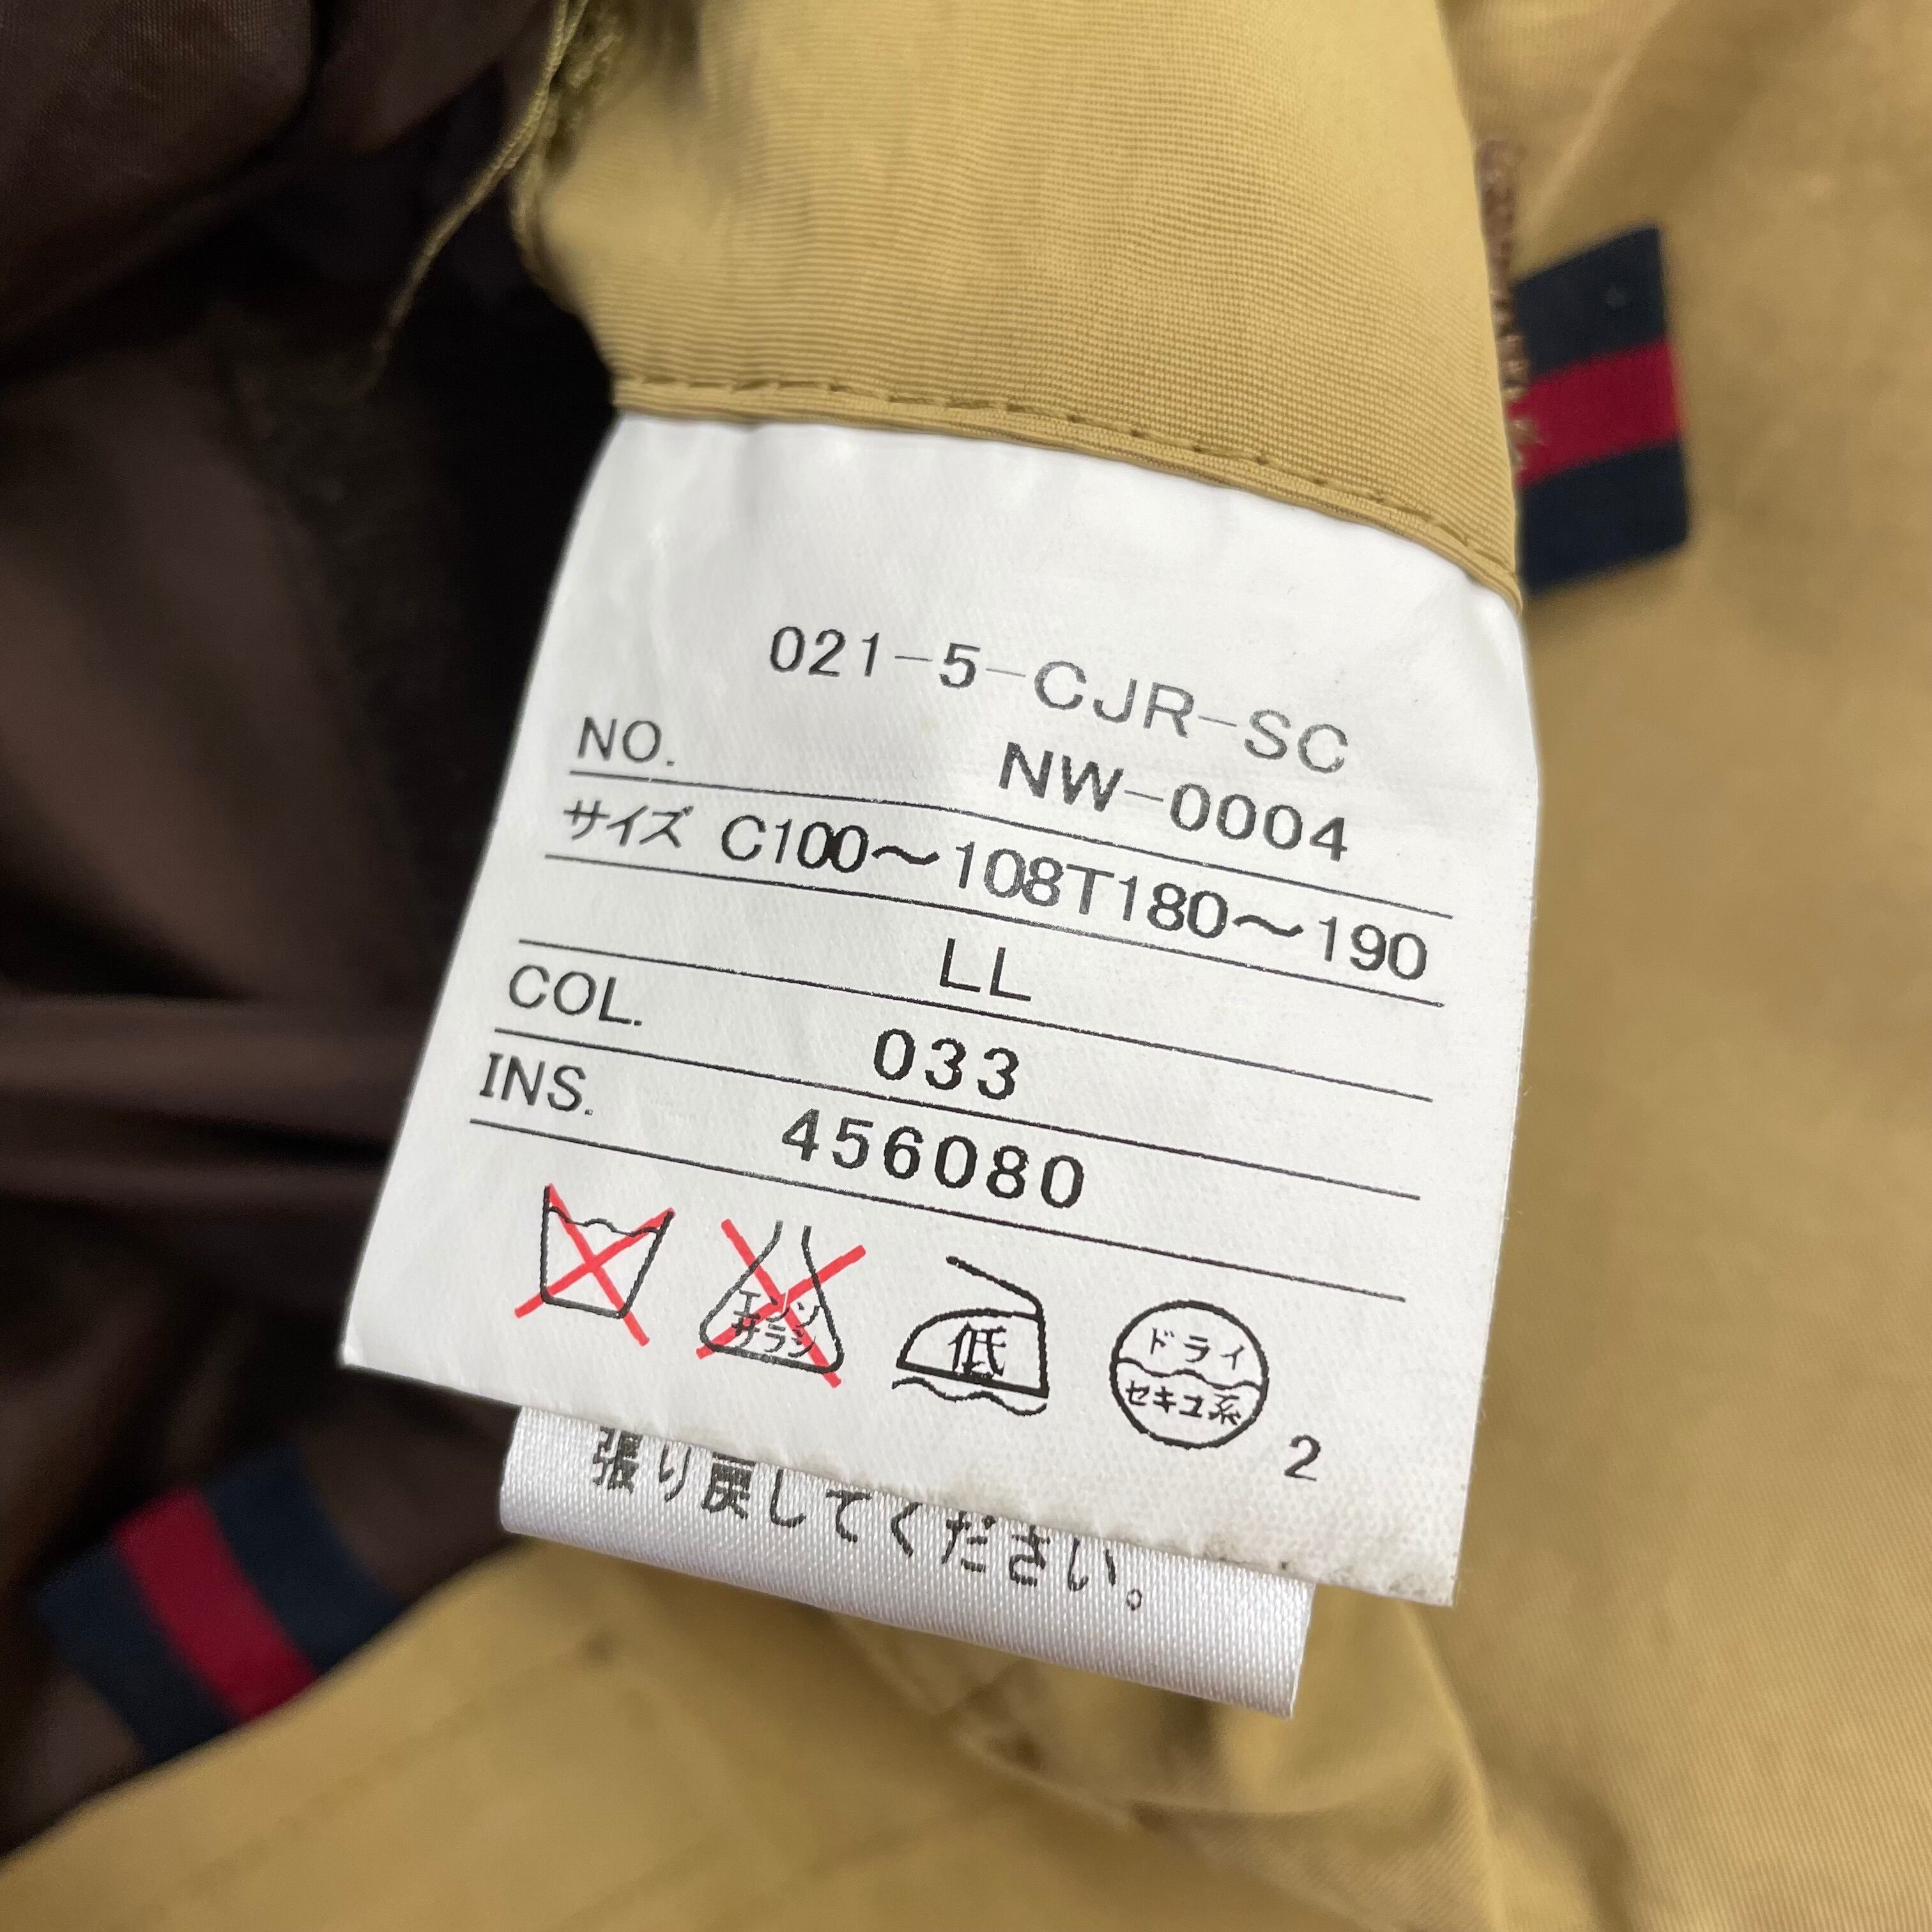 021-5-CJR-SC
NO. NW-0004
サイズ C100～108T180～190
LL
COL. 033
INS. 456080
エンソ
サラシ
低
ドライ
セキユ系
2
張り戻してください。